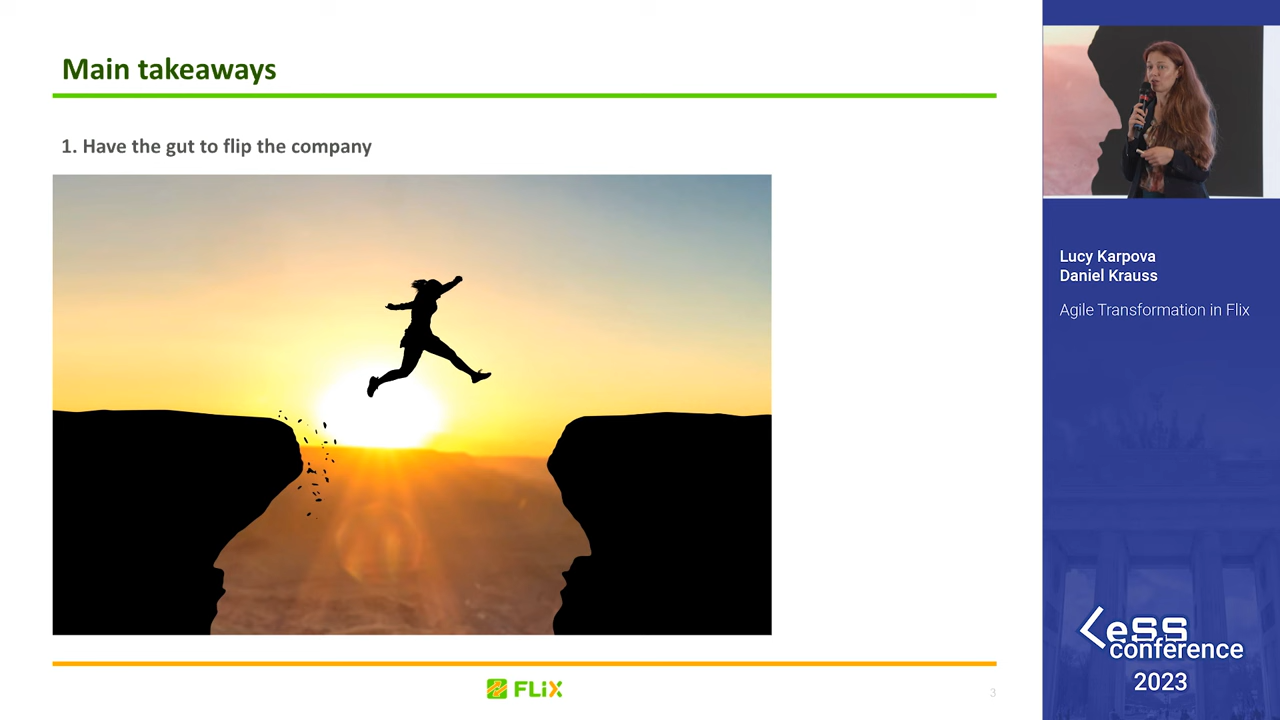 Main takeaways
1. Have the gut to flip the company
FLiX
3
Lucy Karpova
Daniel Krauss
Agile Transformation in Flix
LeSS
conference
2023